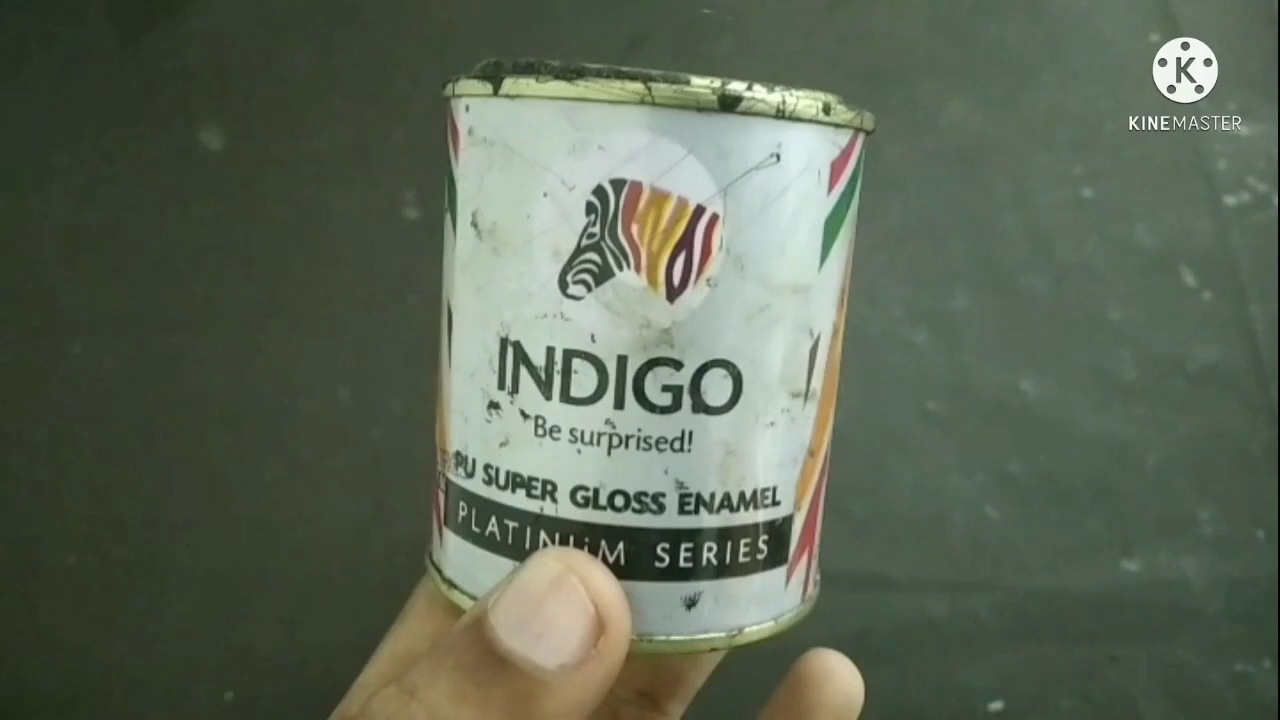 K
KINEMASTER
INDIGO
Be surprised!
PU SUPER GLOSS ENAMEL
PLATINUM SERIES